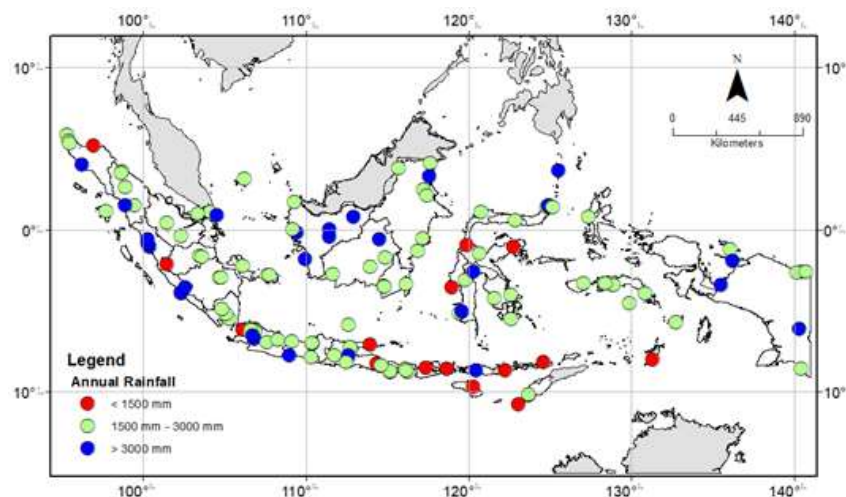 100° 110° 120° 130° 140°
N
10° 0°
0 445 890
Kilometers
0° 0°
Legend
Annual Rainfall
< 1500 mm
1500 mm - 3000 mm
> 3000 mm
10° 10°
100° 110° 120° 130° 140°